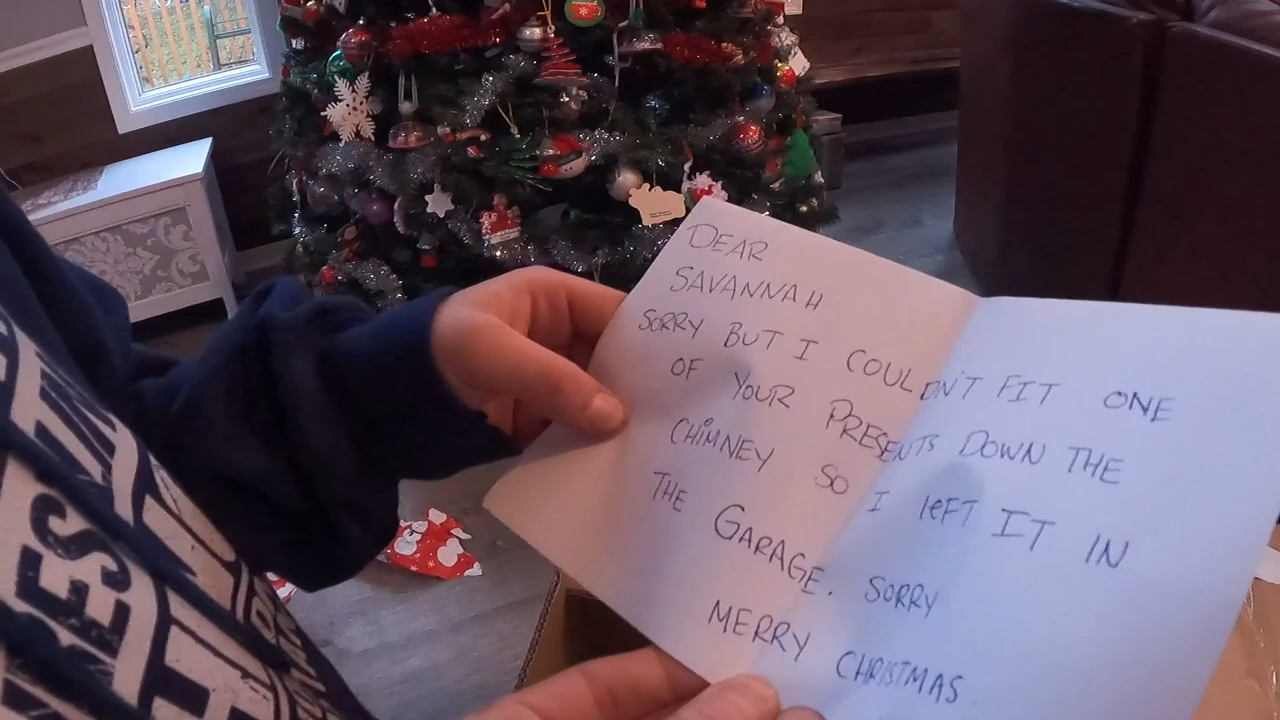 DEAR
SAVANNAH
SORRY BUT I COULDN'T FIT ONE
OF YOUR PRESENTS DOWN THE
CHIMNEY SO I LEFT IT IN
THE GARAGE. SORRY
MERRY CHRISTMAS.